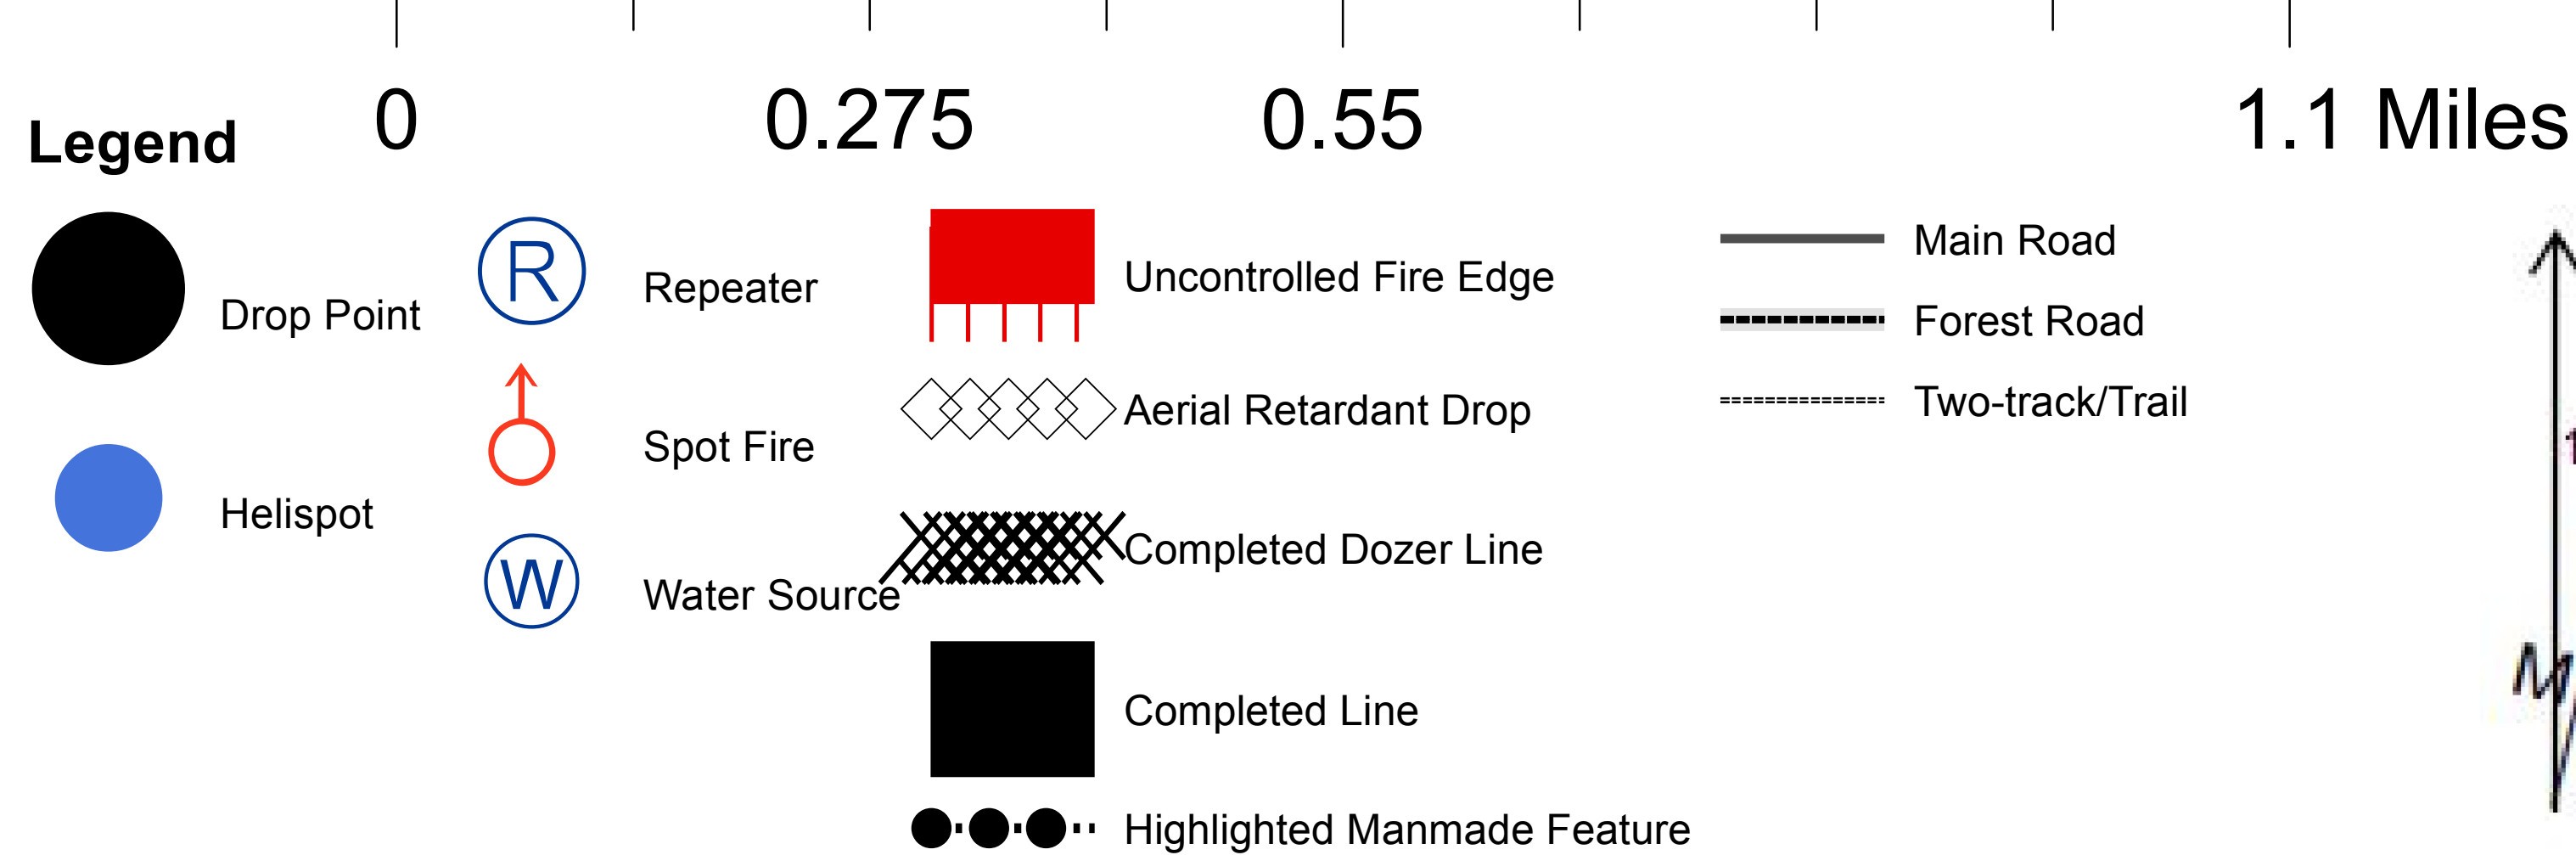 0 0.275 0.55 1.1 Miles
Legend
Drop Point
Helispot
R Repeater
Spot Fire
W Water Source
Uncontrolled Fire Edge
Aerial Retardant Drop
Completed Dozer Line
Completed Line
Highlighted Manmade Feature
Main Road
Forest Road
Two-track/Trail